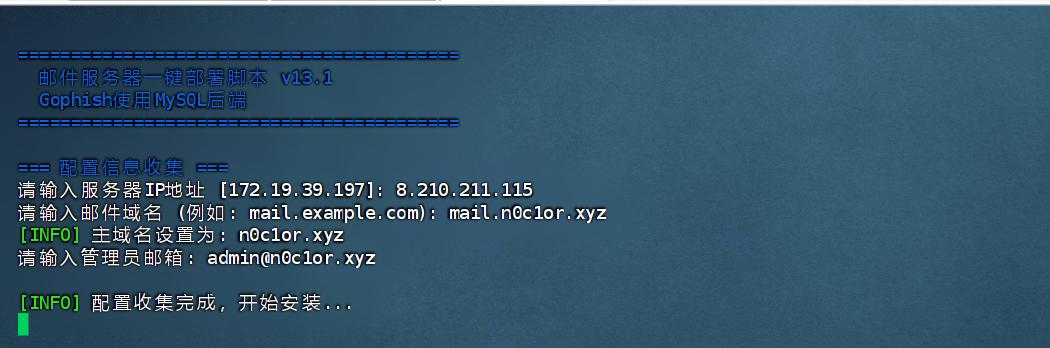 ==========================================
邮件服务器一键部署脚本 v13.1
Gophish使用MySQL后端
==========================================
=== 配置信息收集 ===
请输入服务器IP地址 [172.19.39.197]: 8.210.211.115
请输入邮件域名 (例如: mail.example.com): mail.n0c1or.xyz
[INFO] 主域名设置为: n0c1or.xyz
请输入管理员邮箱: admin@n0c1or.xyz
[INFO] 配置收集完成, 开始安装...